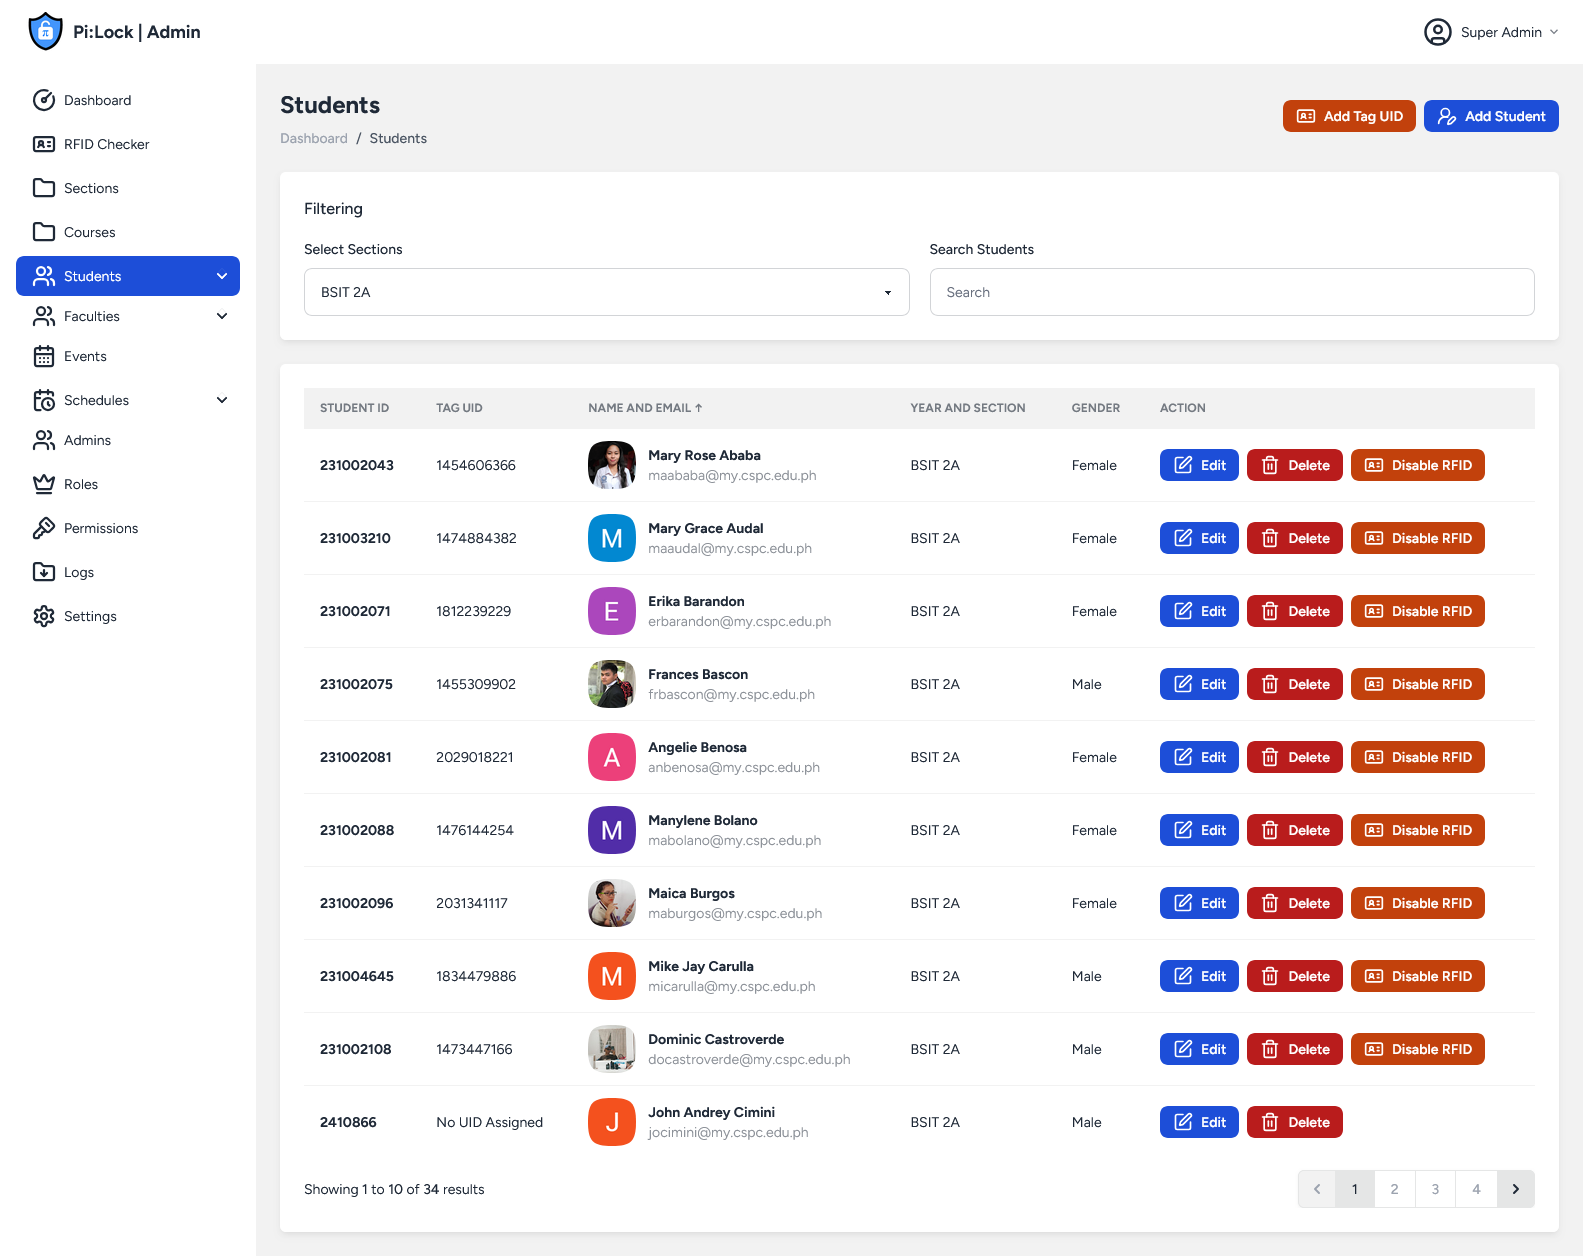 Pi:Lock | Admin
Super Admin
Dashboard
RFID Checker
Sections
Courses
Students
Faculties
Events
Schedules
Admins
Roles
Permissions
Logs
Settings
Students
Dashboard / Students
Add Tag UID
Add Student
Filtering
Select Sections
Search Students
BSIT 2A
Search
STUDENT ID TAG UID NAME AND EMAIL ↑ YEAR AND SECTION GENDER ACTION
231002043 1454606366 Mary Rose Ababa BSIT 2A Female Edit Delete Disable RFID
maababa@my.cspc.edu.ph
231003210 1474884382 M Mary Grace Audal BSIT 2A Female Edit Delete Disable RFID
maaudal@my.cspc.edu.ph
231002071 1812239229 E Erika Barandon BSIT 2A Female Edit Delete Disable RFID
erbarandon@my.cspc.edu.ph
231002075 1455309902 Frances Bascon BSIT 2A Male Edit Delete Disable RFID
frbascon@my.cspc.edu.ph
231002081 2029018221 A Angelie Benosa BSIT 2A Female Edit Delete Disable RFID
anbenosa@my.cspc.edu.ph
231002088 1476144254 M Manylene Bolano BSIT 2A Female Edit Delete Disable RFID
mabolano@my.cspc.edu.ph
231002096 2031341117 Maica Burgos BSIT 2A Female Edit Delete Disable RFID
maburgos@my.cspc.edu.ph
231004645 1834479886 M Mike Jay Carulla BSIT 2A Male Edit Delete Disable RFID
micarulla@my.cspc.edu.ph
231002108 1473447166 Dominic Castroverde BSIT 2A Male Edit Delete Disable RFID
docastroverde@my.cspc.edu.ph
2410866 No UID Assigned J John Andrey Cimini BSIT 2A Male Edit Delete
jocimini@my.cspc.edu.ph
Showing 1 to 10 of 34 results
1 2 3 4